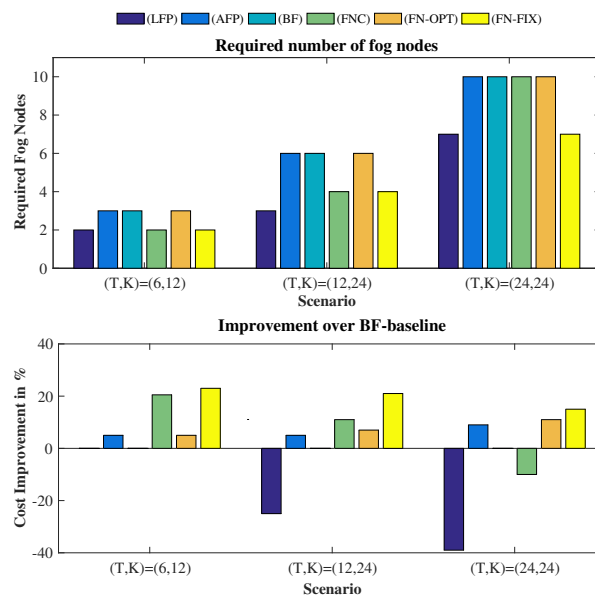 (LFP) (AFP) (BF) (FNC) (FN-OPT) (FN-FIX)
Required number of fog nodes
Required Fog Nodes
10
8
6
4
2
0
(T,K)=(6,12) (T,K)=(12,24) (T,K)=(24,24)
Scenario
Improvement over BF-baseline
Cost Improvement in %
40
20
0
-20
-40
(T,K)=(6,12) (T,K)=(12,24) (T,K)=(24,24)
Scenario